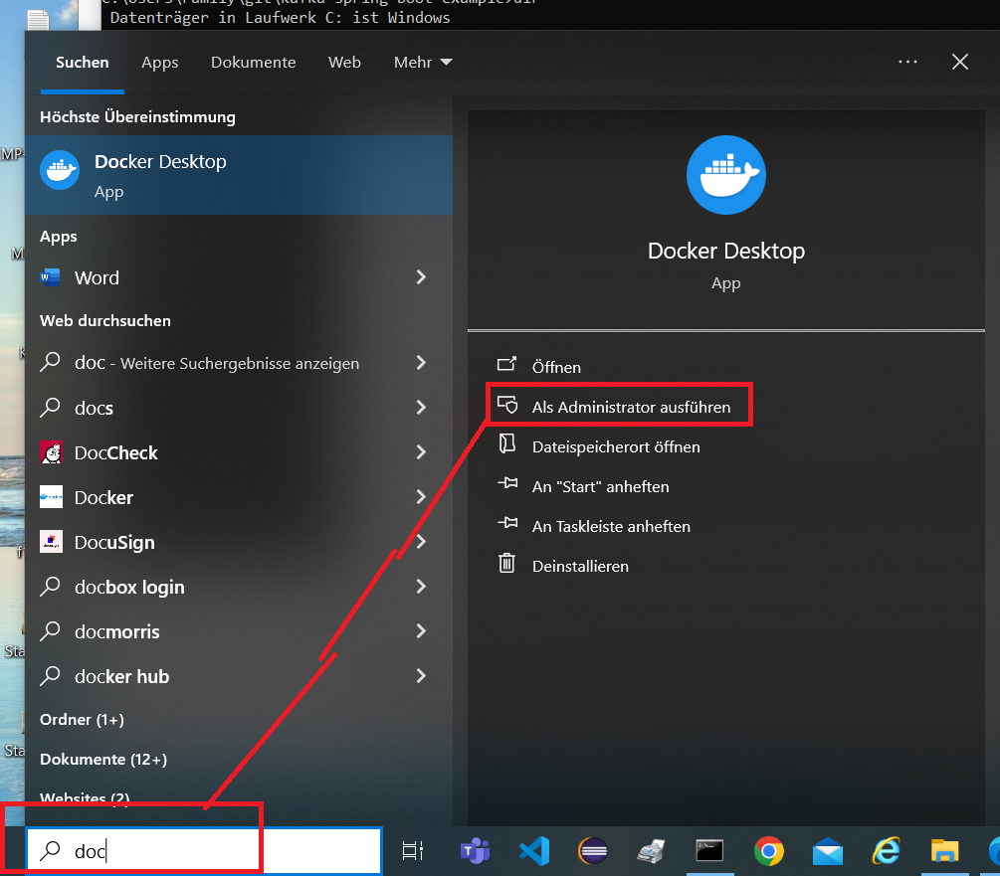 Datenträger in Laufwerk C: ist Windows
Suchen
Apps
Dokumente
Web
Mehr
Höchste Übereinstimmung
Docker Desktop
App
Apps
Word
Web durchsuchen
doc - Weitere Suchergebnisse anzeigen
docs
DocCheck
Docker
DocuSign
docbox login
docmorris
docker hub
Ordner (1+)
Dokumente (12+)
Websites (2)
doc
Docker Desktop
App
Öffnen
Als Administrator ausführen
Dateispeicherort öffnen
An "Start" anheften
An Taskleiste anheften
Deinstallieren